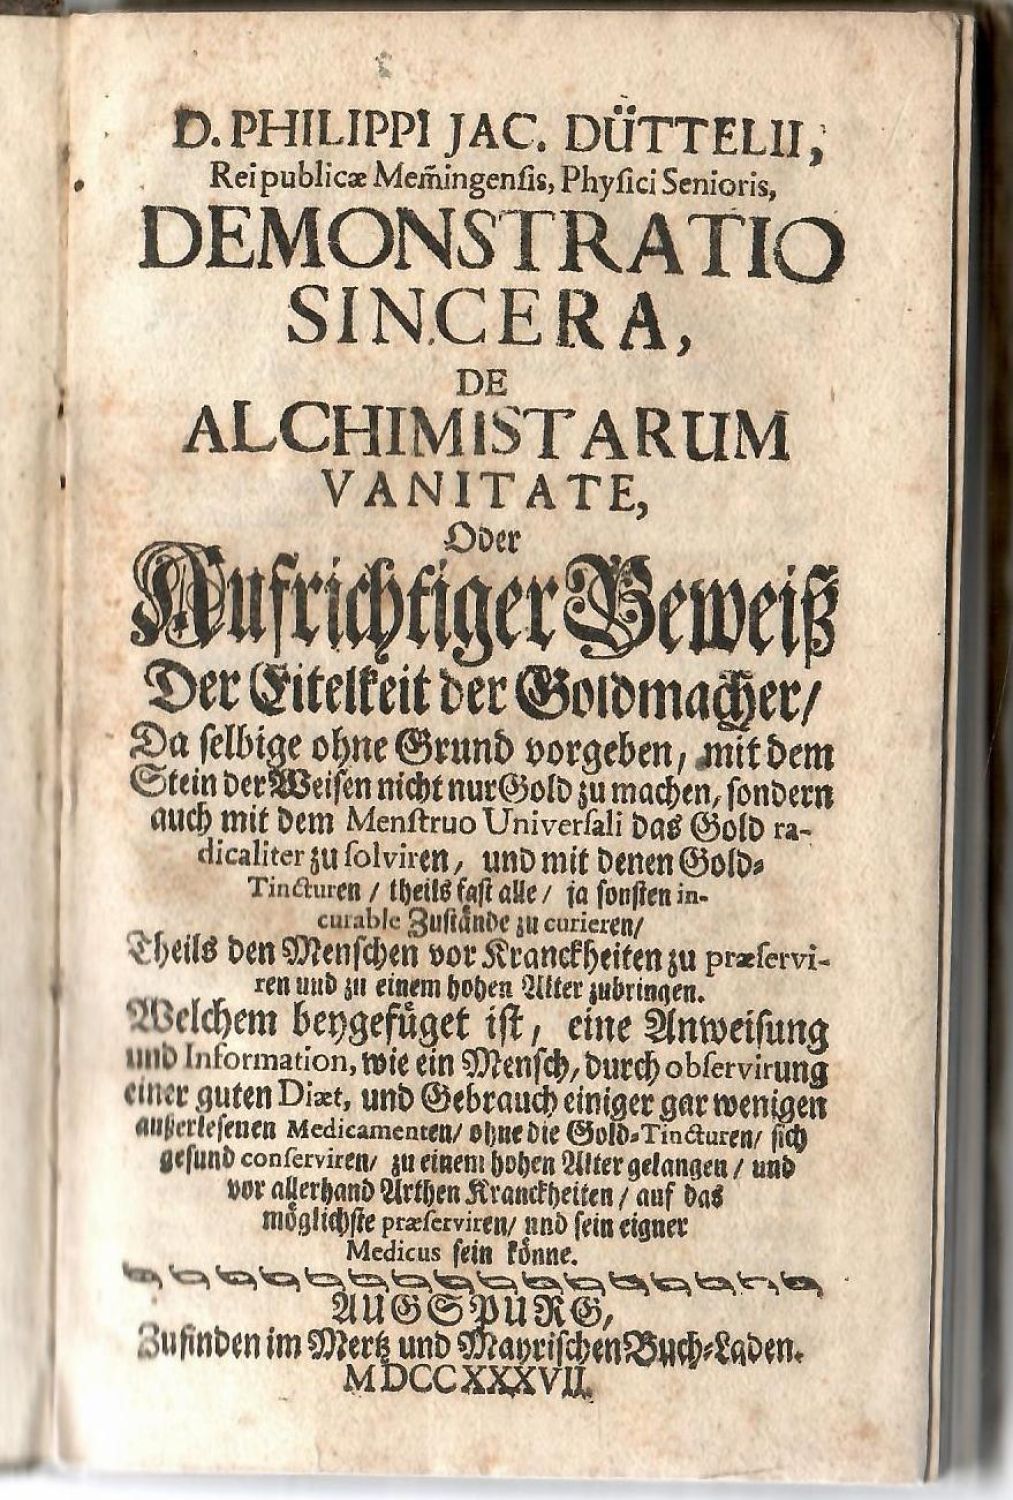 D. PHILIPPI JAC. DÜTTELII,
Reipublicæ Mem̃ingensis, Physici Senioris,
DEMONSTRATIO
SINCERA,
DE
ALCHIMISTARUM
VANITATE,
Oder
Aufrichtiger Beweiß
Der Eitelkeit der Goldmacher/
Da selbige ohne Grund vorgeben, mit dem
Stein der Weisen nicht nur Gold zu machen, sondern
auch mit dem Menstruo Universali das Gold ra-
dicaliter zu solviren, und mit denen Gold-
Tincturen / theils fast alle / ja sonsten in-
curable Zustände zu curieren/
Theils den Menschen vor Kranckheiten zu præservi-
ren und zu einem hohen Alter zubringen.
Welchem beygefüget ist, eine Anweisung
und Information, wie ein Mensch, durch observirung
einer guten Diæt, und Gebrauch einiger gar wenigen
außerlesenen Medicamenten/ ohne die Gold-Tincturen/ sich
gesund conserviren/ zu einem hohen Alter gelangen / und
vor allerhand Arthen Kranckheiten / auf das
möglichste præserviren/ und sein eigner
Medicus sein könne.
AUGSPURG,
Zufinden im Mertz und Mayrischen Buch-Laden.
MDCCXXXVII.